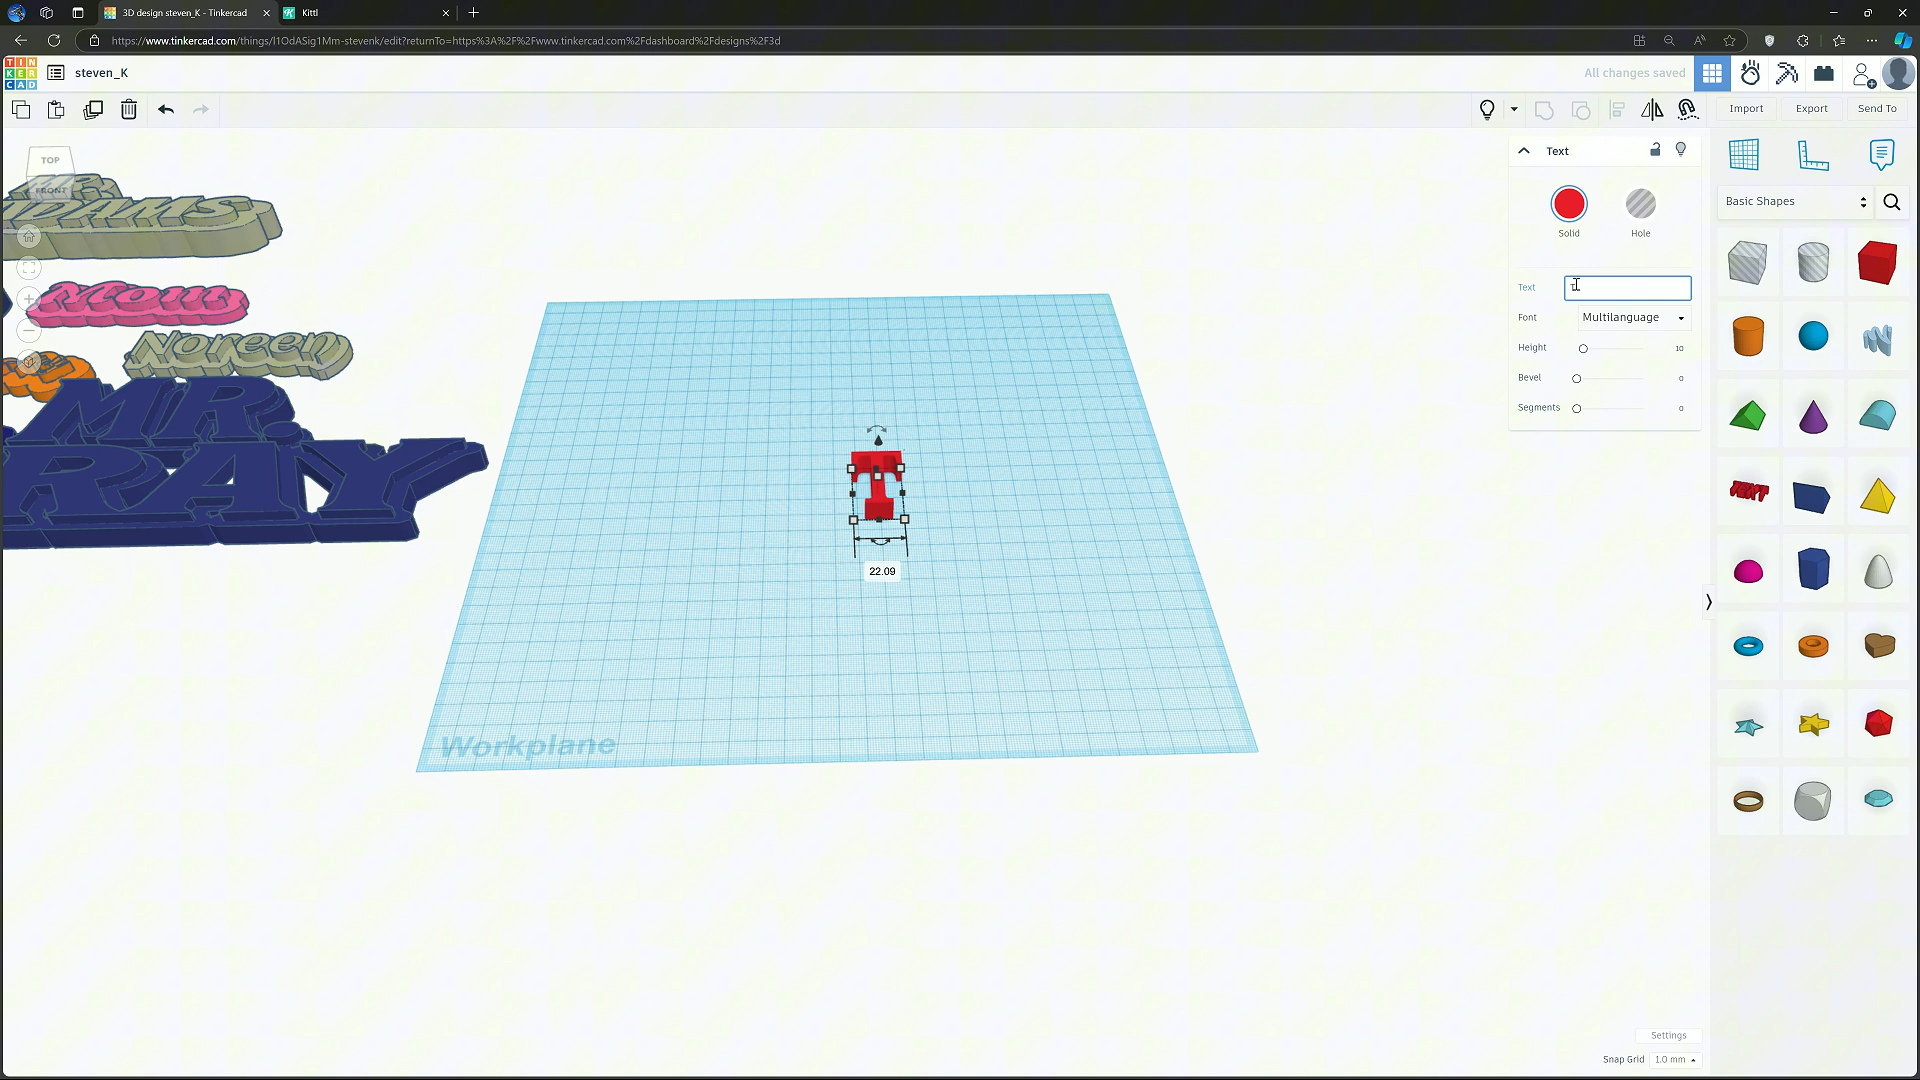 3D design steven_K - Tinkercad
Kittl
https://www.tinkercad.com/things/l1OdASig1Mm-stevenk/edit?returnTo=https%3A%2F%2Fwww.tinkercad.com%2Fdashboard%2Fdesigns%2F3d
TIN
KER
CAD
steven_K
All changes saved
Import
Export
Send To
TOP
FRONT
ADAMS
Mom
Noreen
MR.
RAY
T
22.09
Workplane
Text
Solid
Hole
Text
Font
Multilanguage
Height
10
Bevel
0
Segments
0
Basic Shapes
TEXT
Settings
Snap Grid
1.0 mm